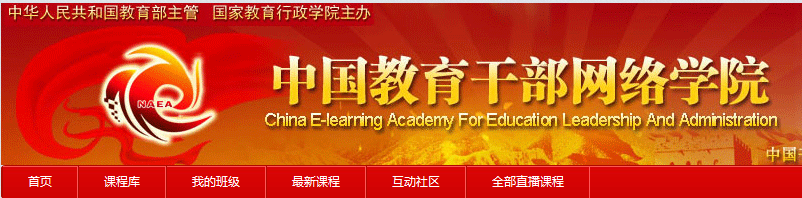 中华人民共和国教育部主管 国家教育行政学院主办
NAEA
中国教育干部网络学院
China E-learning Academy For Education Leadership And Administration
中国
首页 课程库 我的班级 最新课程 互动社区 全部直播课程